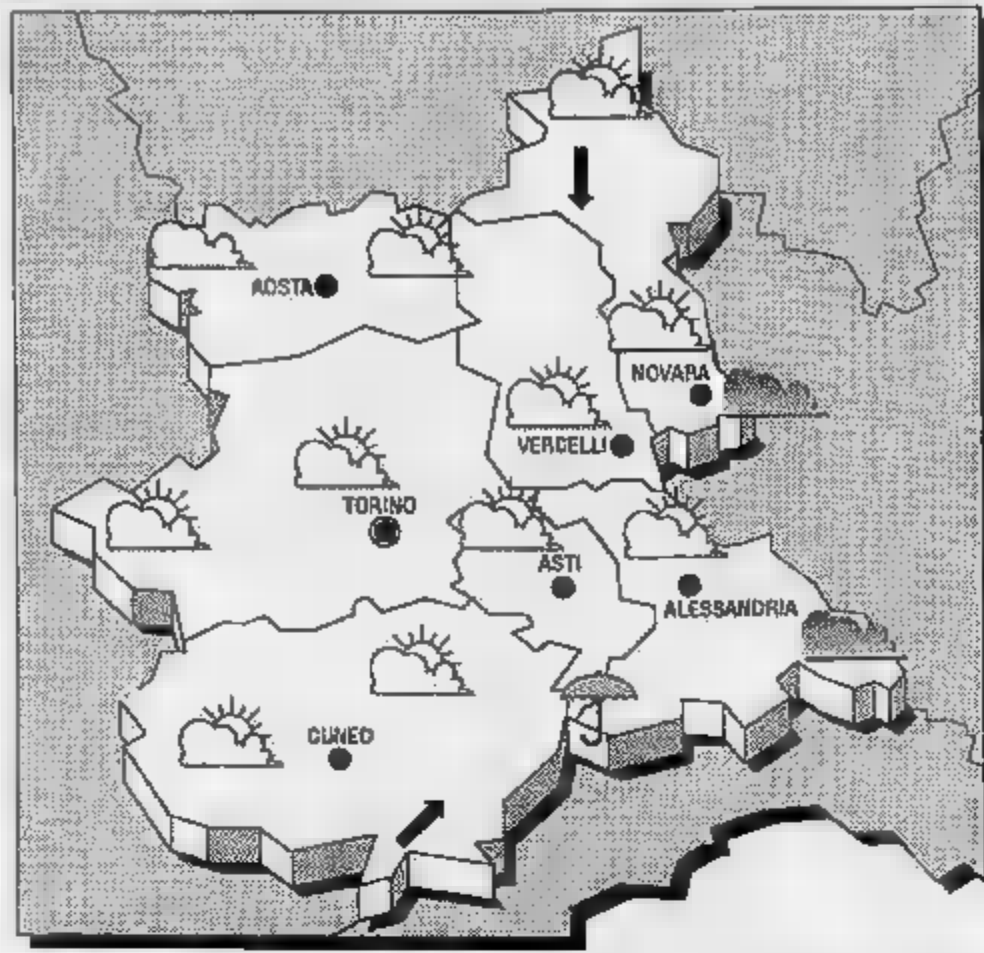 AOSTA
NOVARA
VERCELLI
TORINO
ASTI
ALESSANDRIA
CUNEO